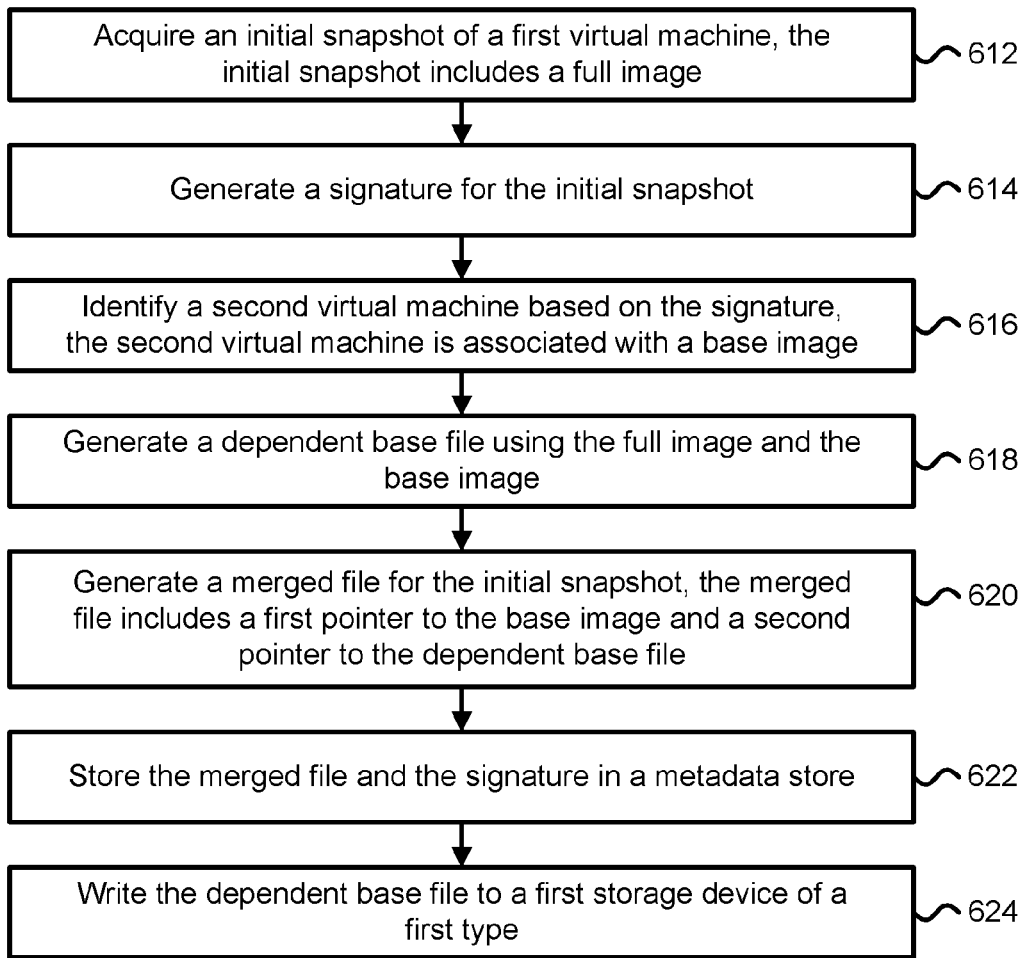 Acquire an initial snapshot of a first virtual machine, the
initial snapshot includes a full image
612
Generate a signature for the initial snapshot
614
Identify a second virtual machine based on the signature,
the second virtual machine is associated with a base image
616
Generate a dependent base file using the full image and the
base image
618
Generate a merged file for the initial snapshot, the merged
file includes a first pointer to the base image and a second
pointer to the dependent base file
620
Store the merged file and the signature in a metadata store
622
Write the dependent base file to a first storage device of a
first type
624